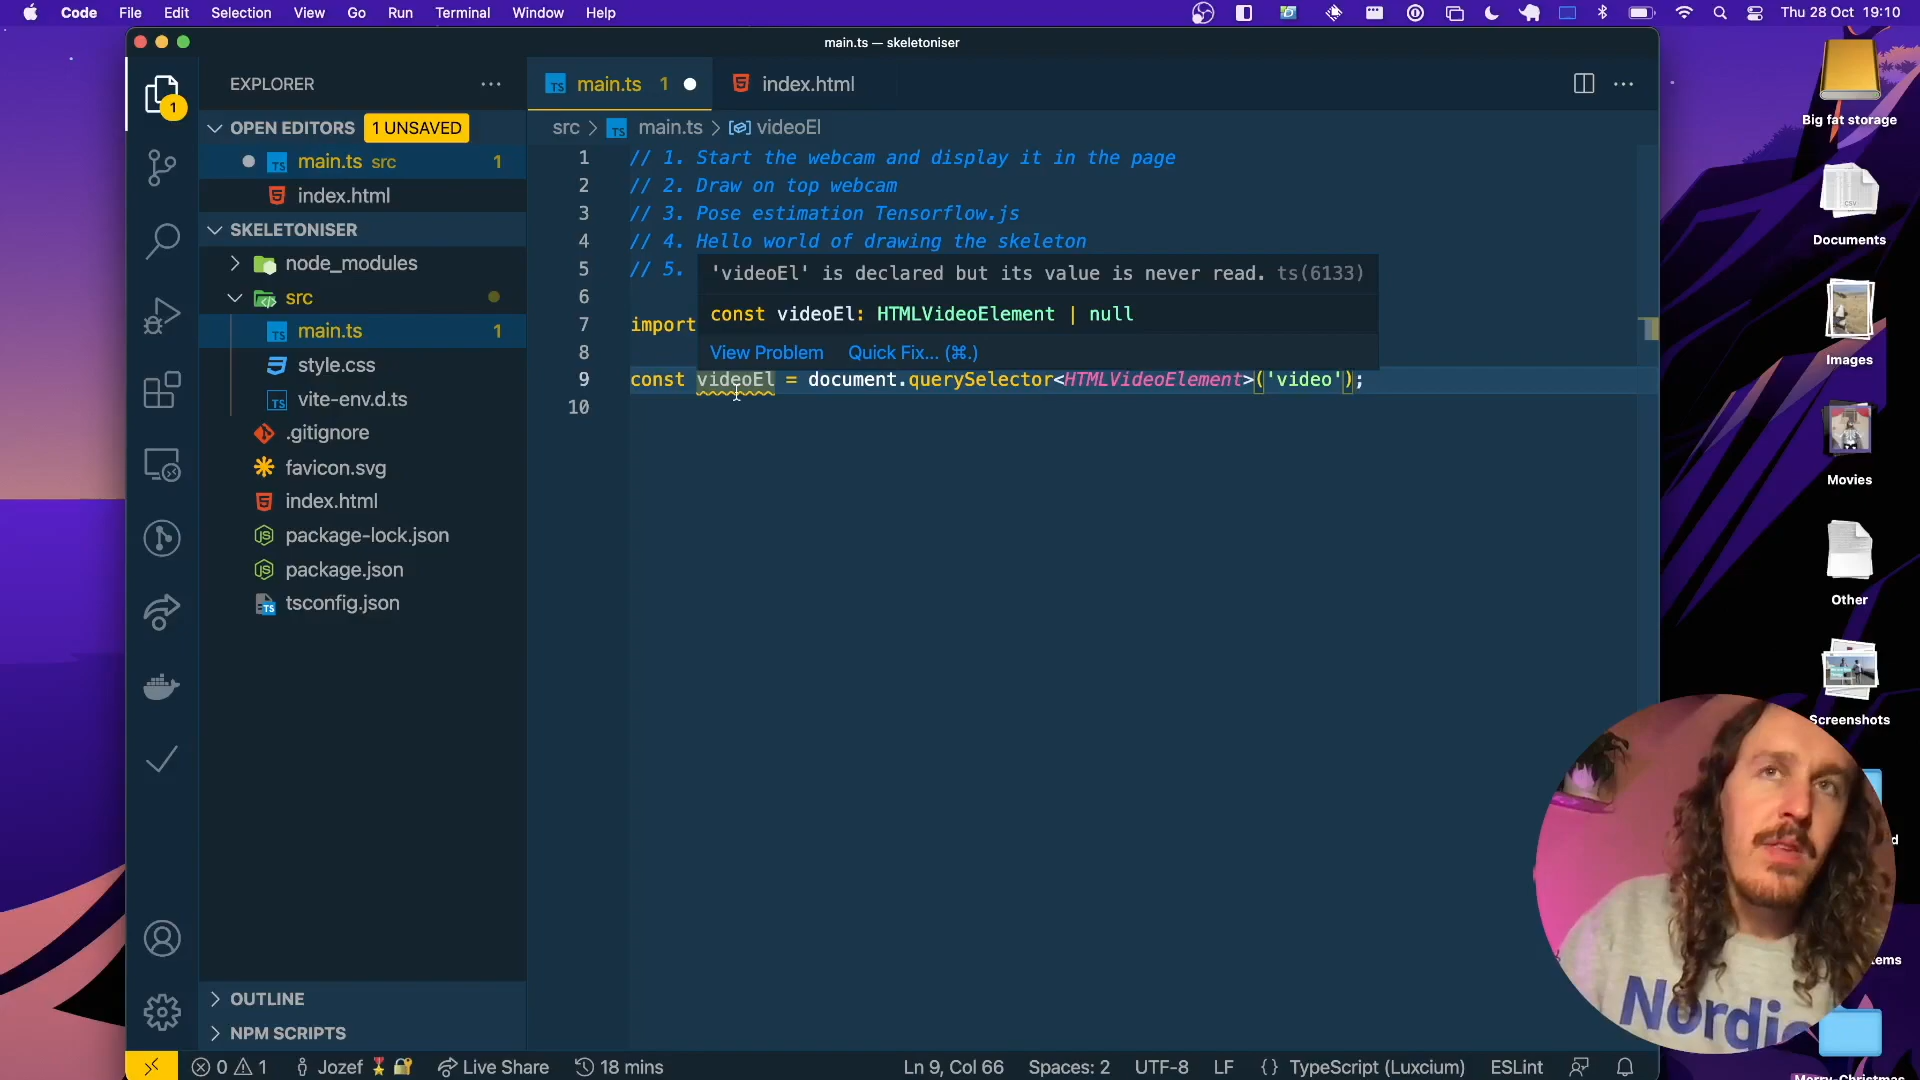 Code File Edit Selection View Go Run Terminal Window Help
Thu 28 Oct 19:10
main.ts — skeletoniser
EXPLORER
OPEN EDITORS 1 UNSAVED
main.ts src 1
index.html
SKELETONISER
node_modules
src
main.ts 1
style.css
vite-env.d.ts
.gitignore
favicon.svg
index.html
package-lock.json
package.json
tsconfig.json
OUTLINE
NPM SCRIPTS
1
main.ts 1
index.html
src > main.ts > videoEl
1 // 1. Start the webcam and display it in the page
2 // 2. Draw on top webcam
3 // 3. Pose estimation Tensorflow.js
4 // 4. Hello world of drawing the skeleton
5 // 5.
6
7 import
8
9 const videoEl = document.querySelector<HTMLVideoElement>('video');
10
'videoEl' is declared but its value is never read. ts(6133)
const videoEl: HTMLVideoElement | null
View Problem Quick Fix... (⌘.)
0 1 Jozef Live Share 18 mins
Ln 9, Col 66 Spaces: 2 UTF-8 LF {} TypeScript (Luxcium) ESLint
Big fat storage
CSV
Documents
Images
Movies
Other
Screenshots
Nordic